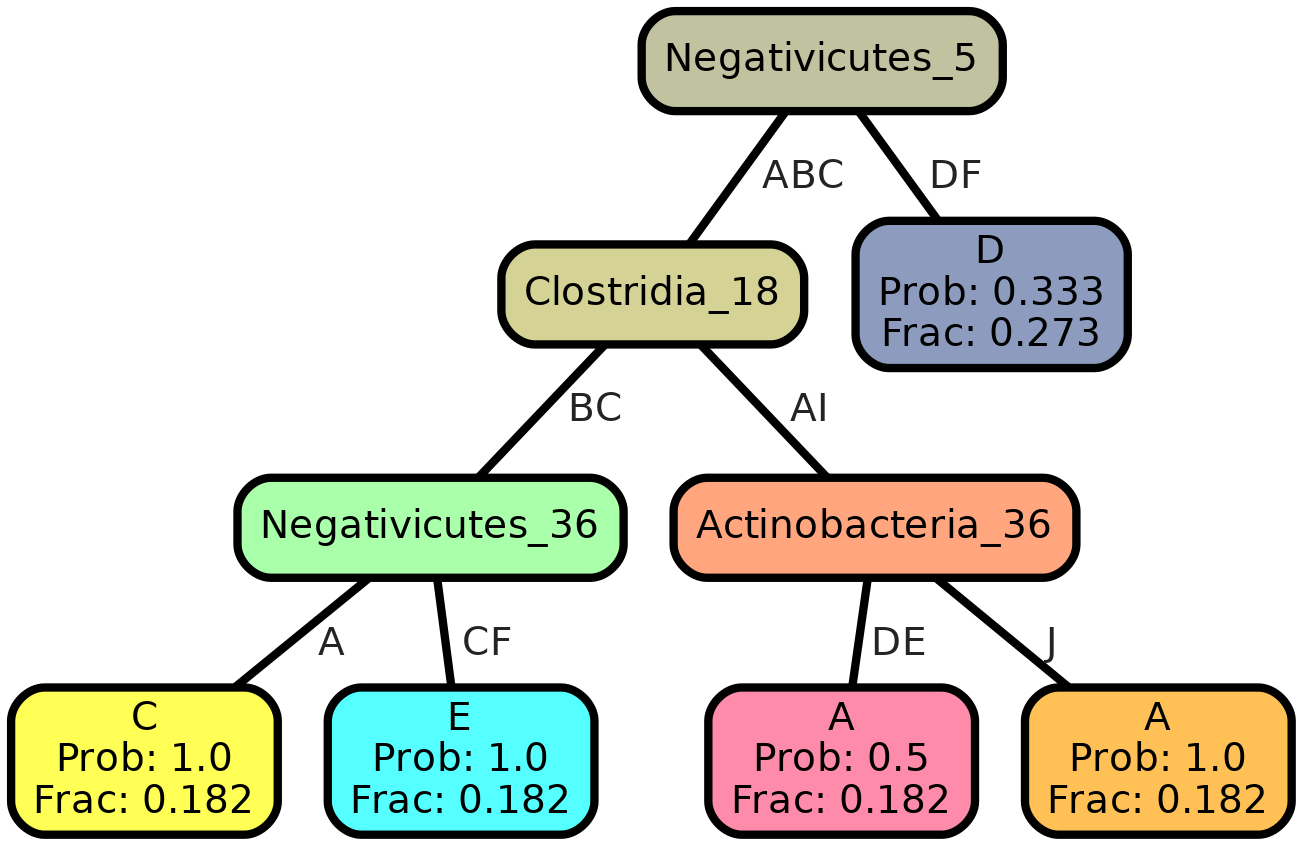 Negativicutes_5
ABC
DF
Clostridia_18
D
Prob: 0.333
Frac: 0.273
BC
AI
Negativicutes_36
Actinobacteria_36
A
CF
DE
J
C
Prob: 1.0
Frac: 0.182
E
Prob: 1.0
Frac: 0.182
A
Prob: 0.5
Frac: 0.182
A
Prob: 1.0
Frac: 0.182